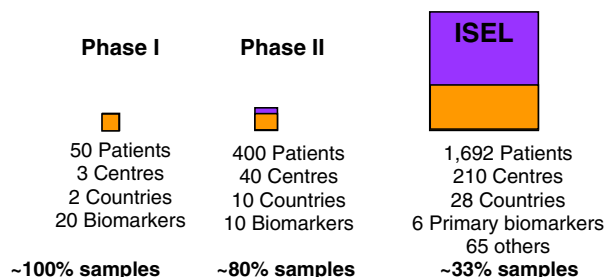 Phase I
50 Patients
3 Centres
2 Countries
20 Biomarkers
~100% samples
Phase II
400 Patients
40 Centres
10 Countries
10 Biomarkers
~80% samples
ISEL
1,692 Patients
210 Centres
28 Countries
6 Primary biomarkers
65 others
~33% samples